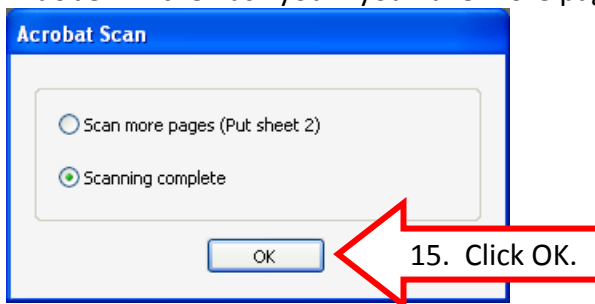 Acrobat Scan
Scan more pages (Put sheet 2)
Scanning complete
OK
15. Click OK.